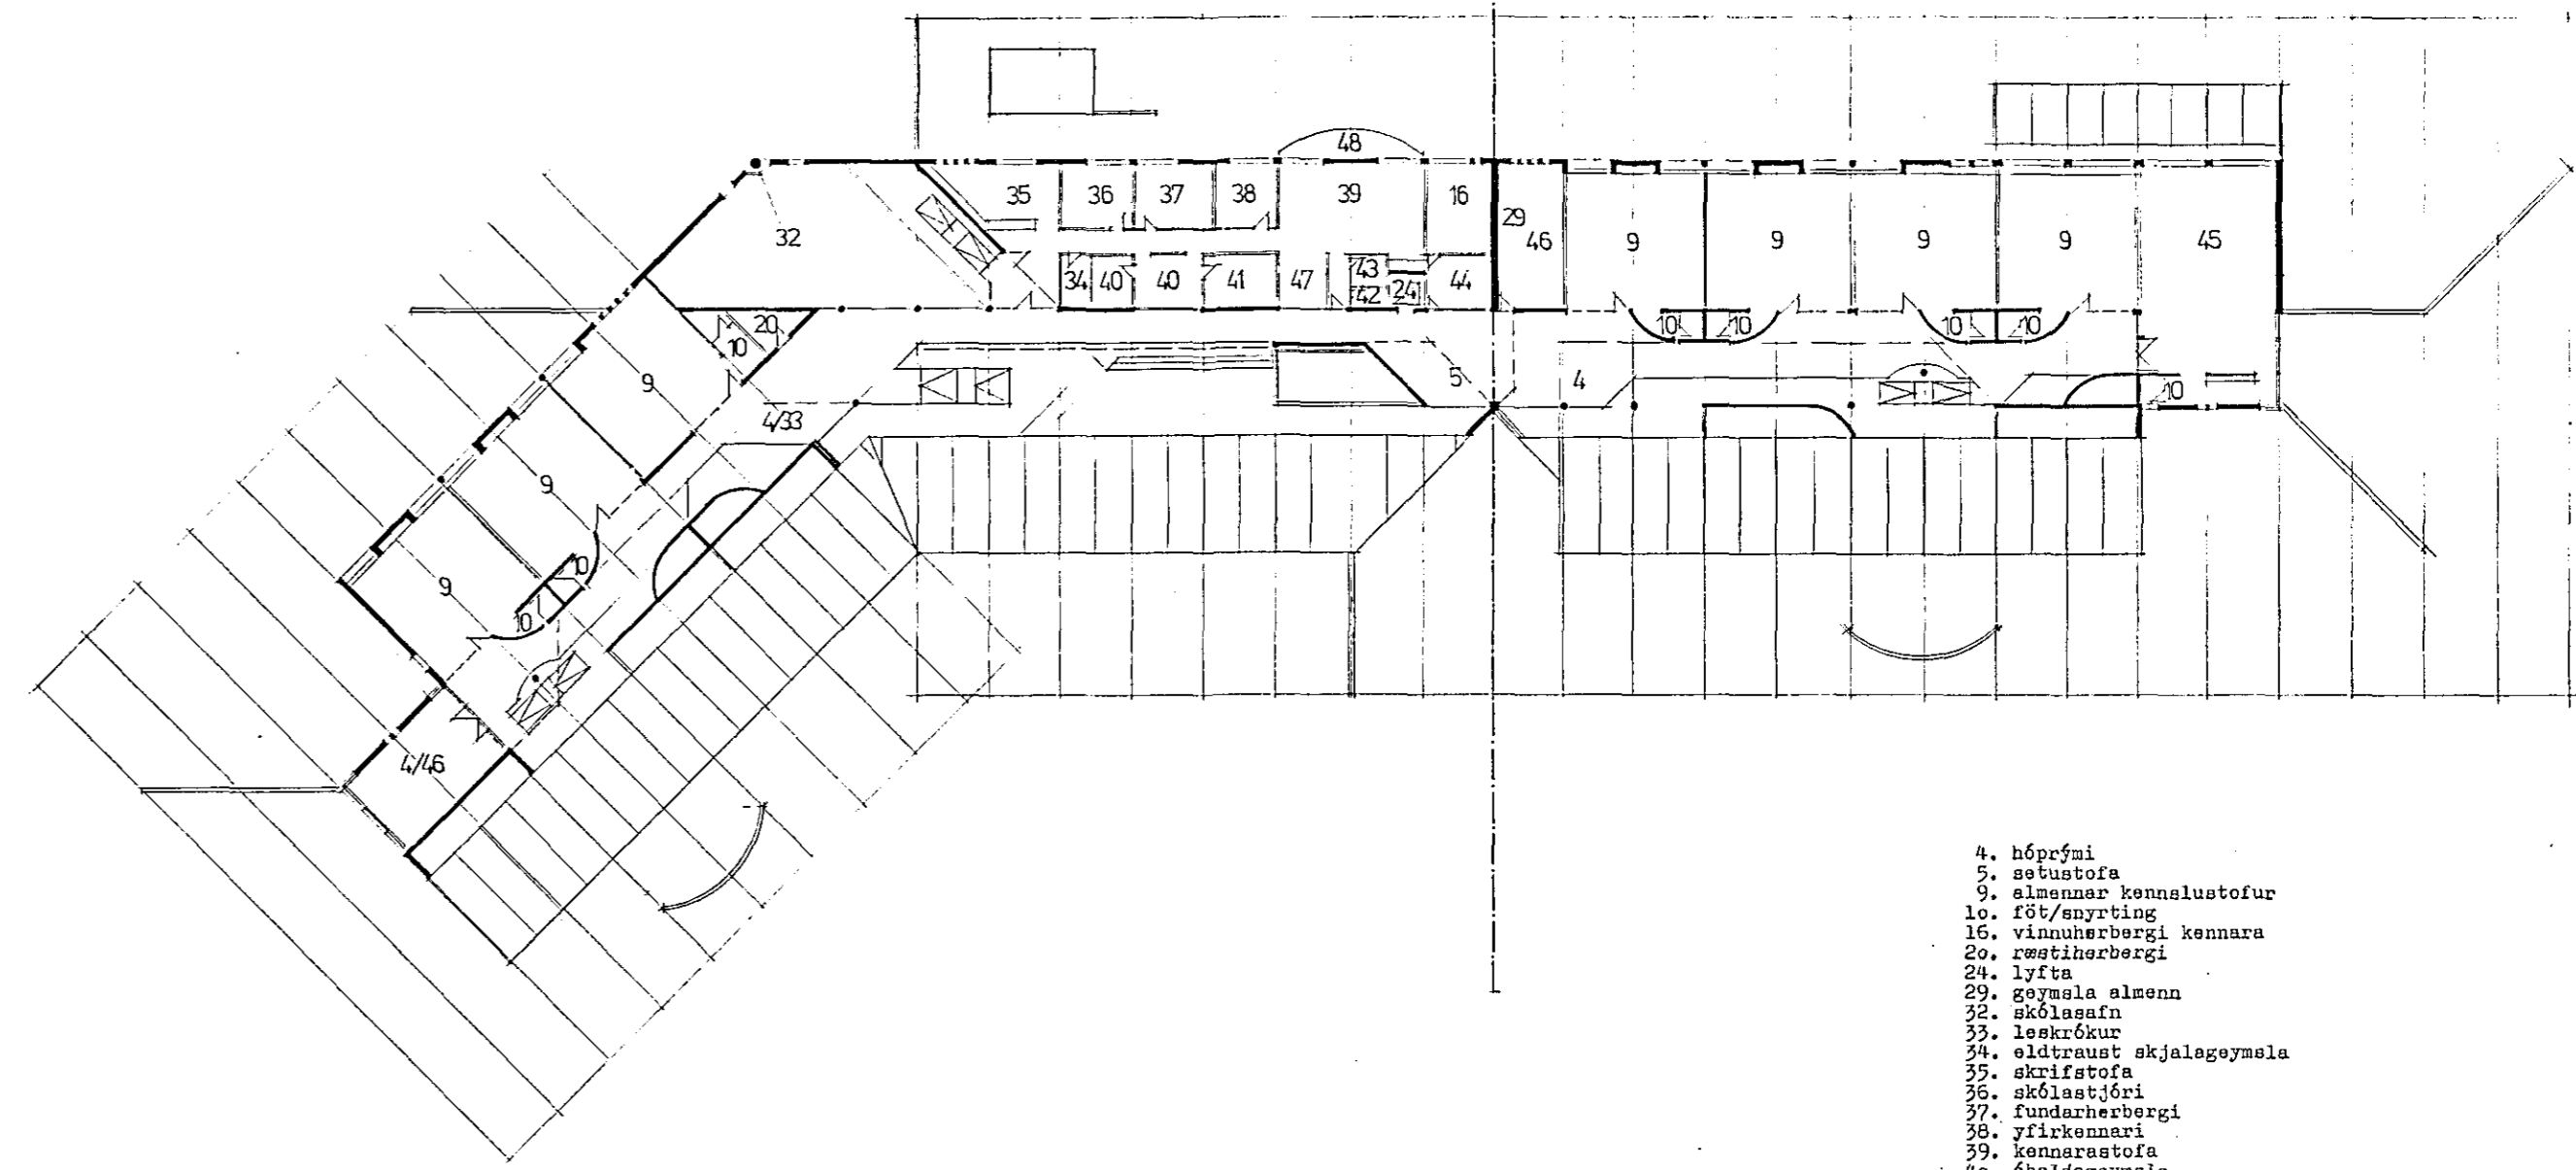 48
35 36 37 38 39 16
32
29
46 9 9 9 9 45
34 40 40 41 47 43 44
42 24
20
10
10 10 10 10
9
5
4
10
4/33
9
10
9
10
4/46
4. hóprými
5. setustofa
9. almennar kennslustofur
1o. föt/snyrting
16. vinnuherbergi kennara
2o. ræstiherbergi
24. lyfta
29. geymsla almenn
32. skólasafn
33. leskrókur
34. eldtraust skjalageymsla
35. skrifstofa
36. skólastjóri
37. fundarherbergi
38. yfirkennari
39. kennarastofa